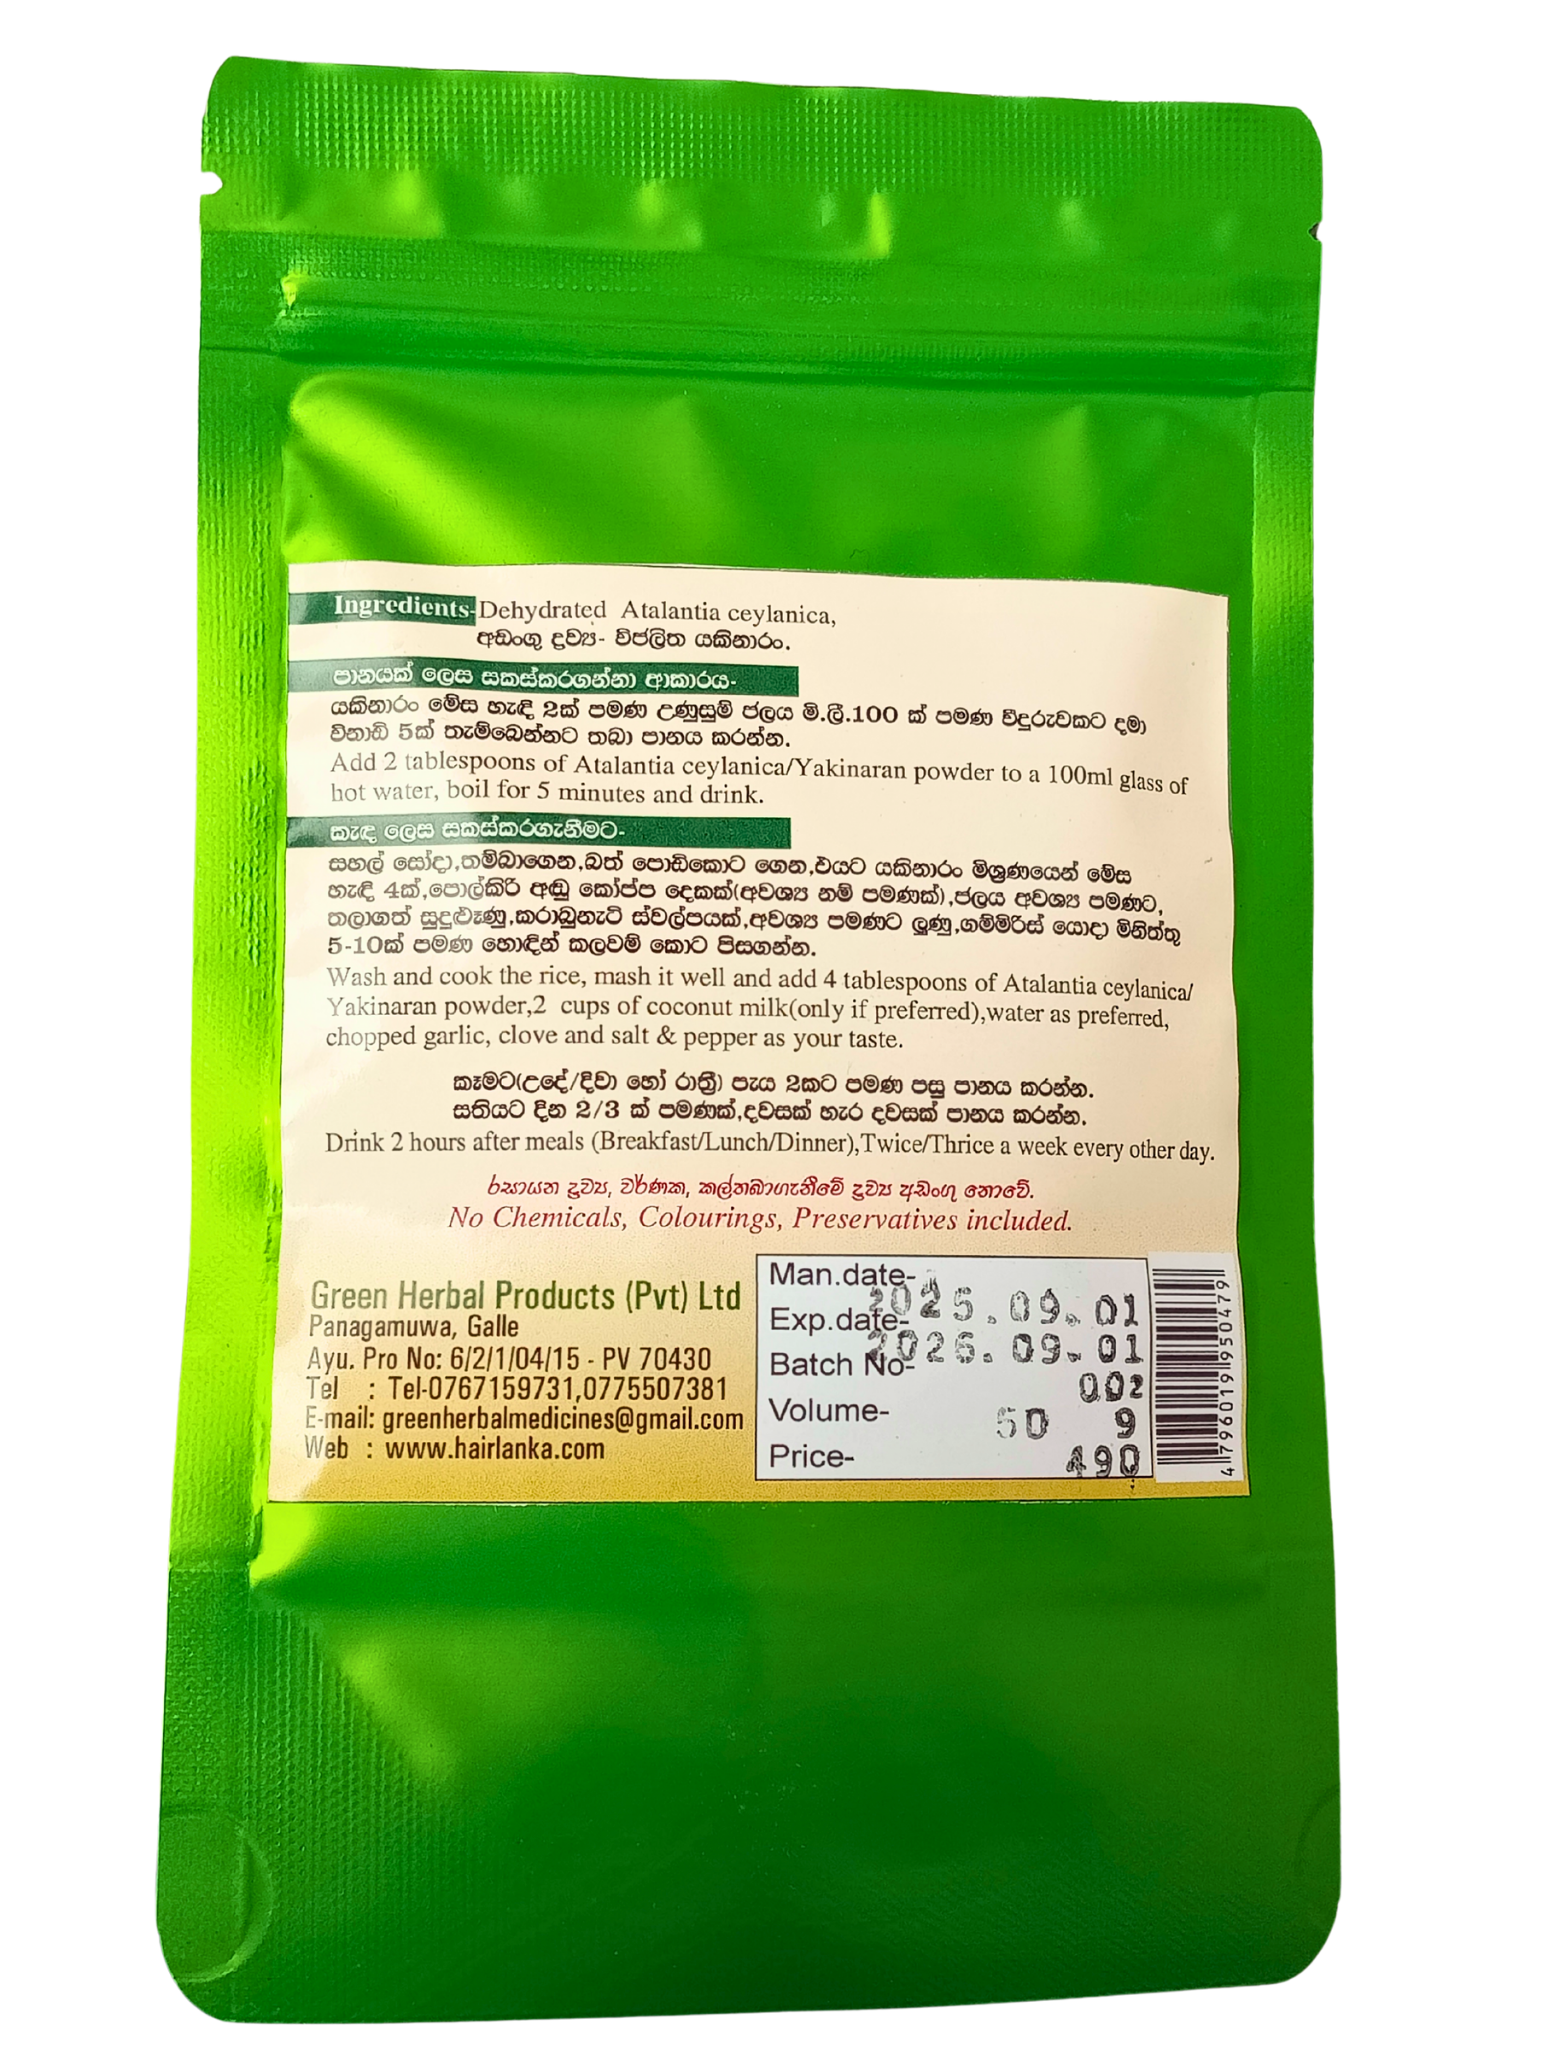 Ingredients-Dehydrated Atalantia ceylanica,
අඩංගු ද්‍රව්‍ය- විජලිත යකිනාරං.
පානයක් ලෙස සකස්කරගන්නා ආකාරය-
යකිනාරං මේස හැඳි 2ක් පමණ උණුසුම් ජලය මි.ලී.100 ක් පමණ වීදුරුවකට දමා
විනාඩි 5ක් තැම්බෙන්නට තබා පානය කරන්න.
Add 2 tablespoons of Atalantia ceylanica/Yakinaran powder to a 100ml glass of
hot water, boil for 5 minutes and drink.
කැඳ ලෙස සකස්කරගැනීමට-
සහල් සෝදා,තම්බාගෙන,බත් පොඩිකොට ගෙන,එයට යකිනාරං මිශ්‍රණයෙන් මේස
හැඳි 4ක්,පොල්කිරි අඬු කෝප්ප දෙකක්(අවශ්‍ය නම් පමණක්),ජලය අවශ්‍ය පමණට,
තලාගත් සුදුළූණු,කරාබුනැටි ස්වල්පයක්,අවශ්‍ය පමණට ලුණු,ගම්මිරිස් යොදා මිනිත්තු
5-10ක් පමණ හොඳින් කලවම් කොට පිසගන්න.
Wash and cook the rice, mash it well and add 4 tablespoons of Atalantia ceylanica/
Yakinaran powder,2 cups of coconut milk(only if preferred),water as preferred,
chopped garlic, clove and salt & pepper as your taste.
කෑමට(උදේ/දිවා හෝ රාත්‍රී) පැය 2කට පමණ පසු පානය කරන්න.
සතියට දින 2/3 ක් පමණක්,දවසක් හැර දවසක් පානය කරන්න.
Drink 2 hours after meals (Breakfast/Lunch/Dinner),Twice/Thrice a week every other day.
රසායන ද්‍රව්‍ය, වර්ණක, කල්තබාගැනීමේ ද්‍රව්‍ය අඩංගු නොවේ.
No Chemicals, Colourings, Preservatives included.
Green Herbal Products (Pvt) Ltd
Panagamuwa, Galle
Ayu. Pro No: 6/2/1/04/15 - PV 70430
Tel : Tel-0767159731,0775507381
E-mail: greenherbalmedicines@gmail.com
Web : www.hairlanka.com
Man.date- 2025.09.01
Exp.date- 2026.09.01
Batch No- 002
Volume- 50 g
Price- 490
4796019950479